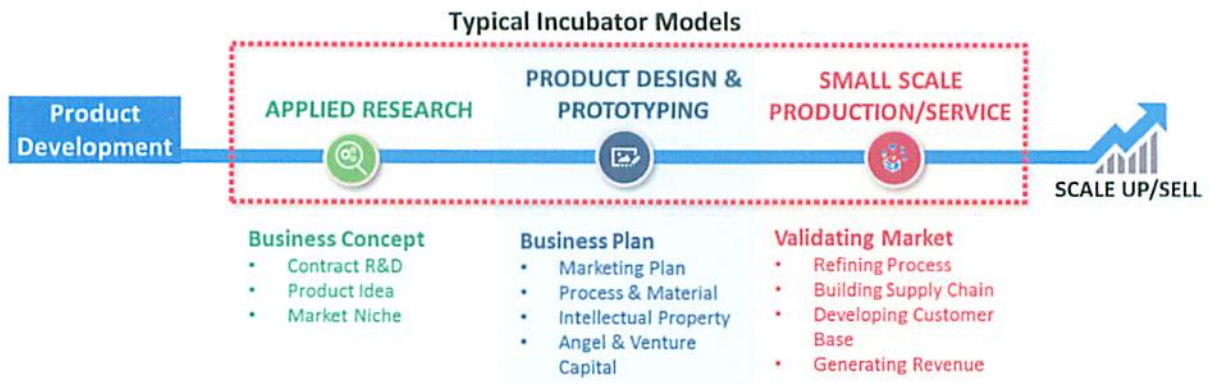 Typical Incubator Models
Product
Development
APPLIED RESEARCH
PRODUCT DESIGN &
PROTOTYPING
SMALL SCALE
PRODUCTION/SERVICE
SCALE UP/SELL
Business Concept
• Contract R&D
• Product Idea
• Market Niche
Business Plan
• Marketing Plan
• Process & Material
• Intellectual Property
• Angel & Venture
Capital
Validating Market
• Refining Process
• Building Supply Chain
• Developing Customer
Base
• Generating Revenue